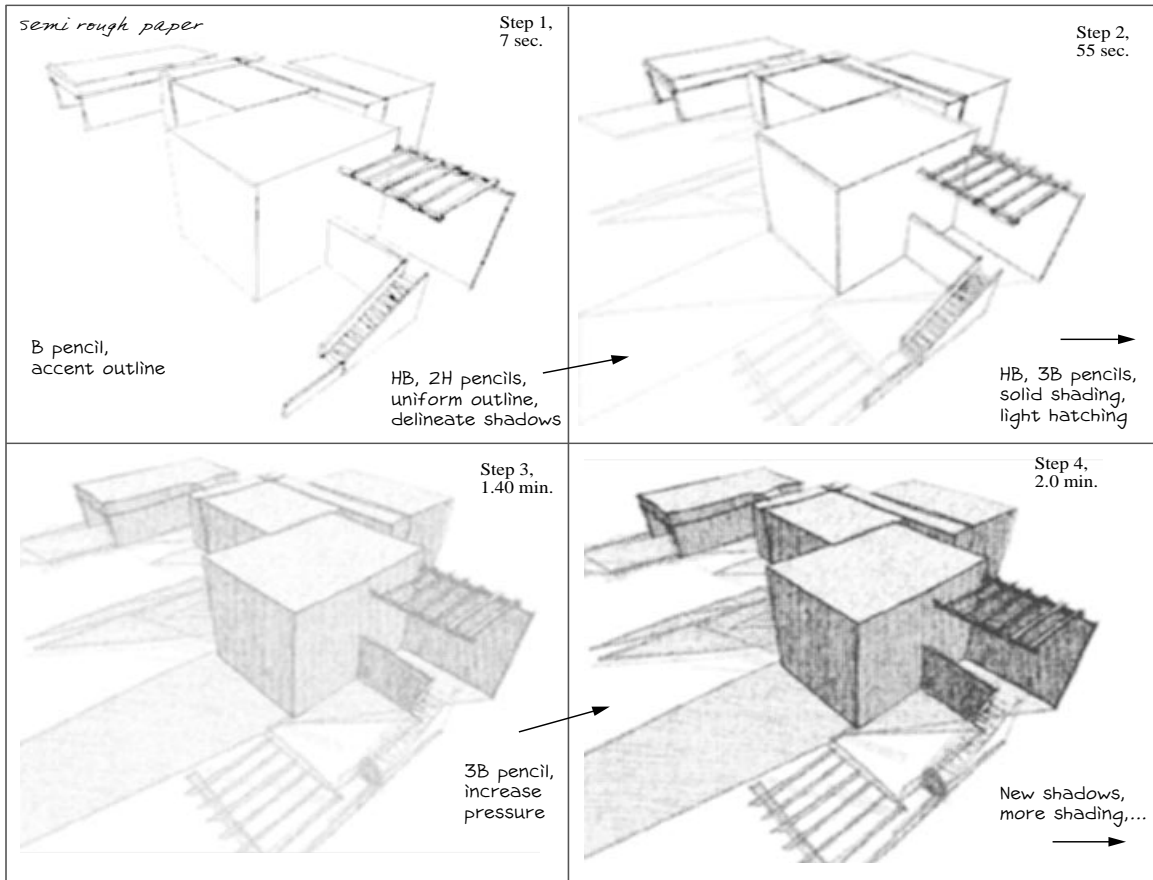 semi rough paper
Step 1,
7 sec.
B pencil,
accent outline
HB, 2H pencils,
uniform outline,
delineate shadows
Step 2,
55 sec.
HB, 3B pencils,
solid shading,
light hatching
Step 3,
1.40 min.
3B pencil,
increase
pressure
Step 4,
2.0 min.
New shadows,
more shading,...